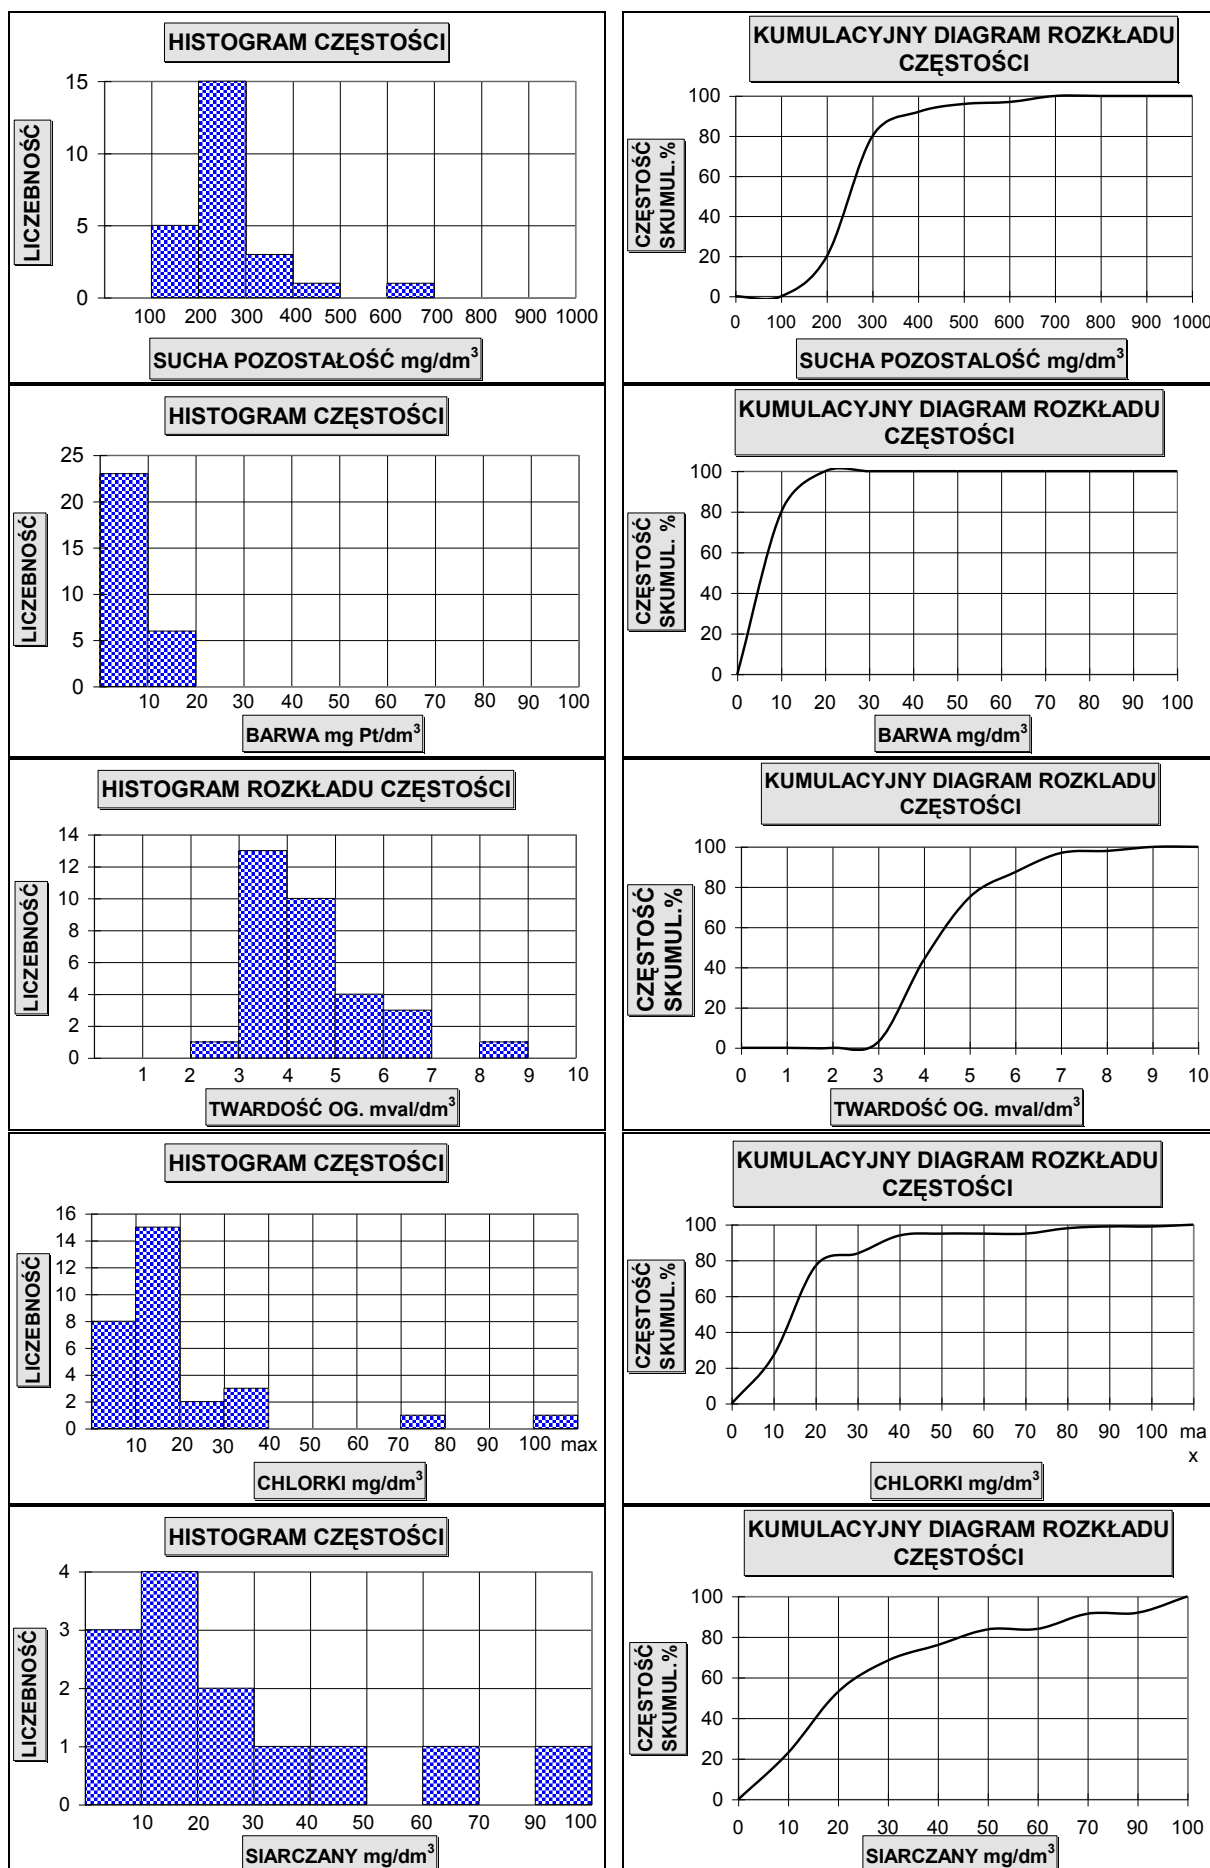 HISTOGRAM CZĘSTOŚCI
LICZEBNOŚĆ
15
10
5
0
100 200 300 400 500 600 700 800 900 1000
SUCHA POZOSTAŁOŚĆ mg/dm³
KUMULACYJNY DIAGRAM ROZKŁADU
CZĘSTOŚCI
CZĘSTOŚĆ
SKUMUL.%
100
80
60
40
20
0
0 100 200 300 400 500 600 700 800 900 1000
SUCHA POZOSTALOŚĆ mg/dm³
HISTOGRAM CZĘSTOŚCI
LICZEBNOŚĆ
25
20
15
10
5
0
10 20 30 40 50 60 70 80 90 100
BARWA mg Pt/dm³
KUMULACYJNY DIAGRAM ROZKŁADU
CZĘSTOŚCI
CZĘSTOŚĆ
SKUMUL. %
100
80
60
40
20
0
0 10 20 30 40 50 60 70 80 90 100
BARWA mg/dm³
HISTOGRAM ROZKŁADU CZĘSTOŚCI
LICZEBNOŚĆ
14
12
10
8
6
4
2
0
1 2 3 4 5 6 7 8 9 10
TWARDOŚĆ OG. mval/dm³
KUMULACYJNY DIAGRAM ROZKLADU
CZĘSTOŚCI
CZĘSTOŚĆ
SKUMUL.%
100
80
60
40
20
0
0 1 2 3 4 5 6 7 8 9 10
TWARDOŚĆ OG. mval/dm³
HISTOGRAM CZĘSTOŚCI
LICZEBNOŚĆ
16
14
12
10
8
6
4
2
0
10 20 30 40 50 60 70 80 90 100 max
CHLORKI mg/dm³
KUMULACYJNY DIAGRAM ROZKŁADU
CZĘSTOŚCI
CZĘSTOŚĆ
SKUMUL.%
100
80
60
40
20
0
0 10 20 30 40 50 60 70 80 90 100 ma
x
CHLORKI mg/dm³
HISTOGRAM CZĘSTOŚCI
LICZEBNOŚĆ
4
3
2
1
0
10 20 30 40 50 60 70 80 90 100
SIARCZANY mg/dm³
KUMULACYJNY DIAGRAM ROZKŁADU
CZĘSTOŚCI
CZĘSTOŚĆ
SKUMUL.%
100
80
60
40
20
0
0 10 20 30 40 50 60 70 80 90 100
SIARCZANY mg/dm³